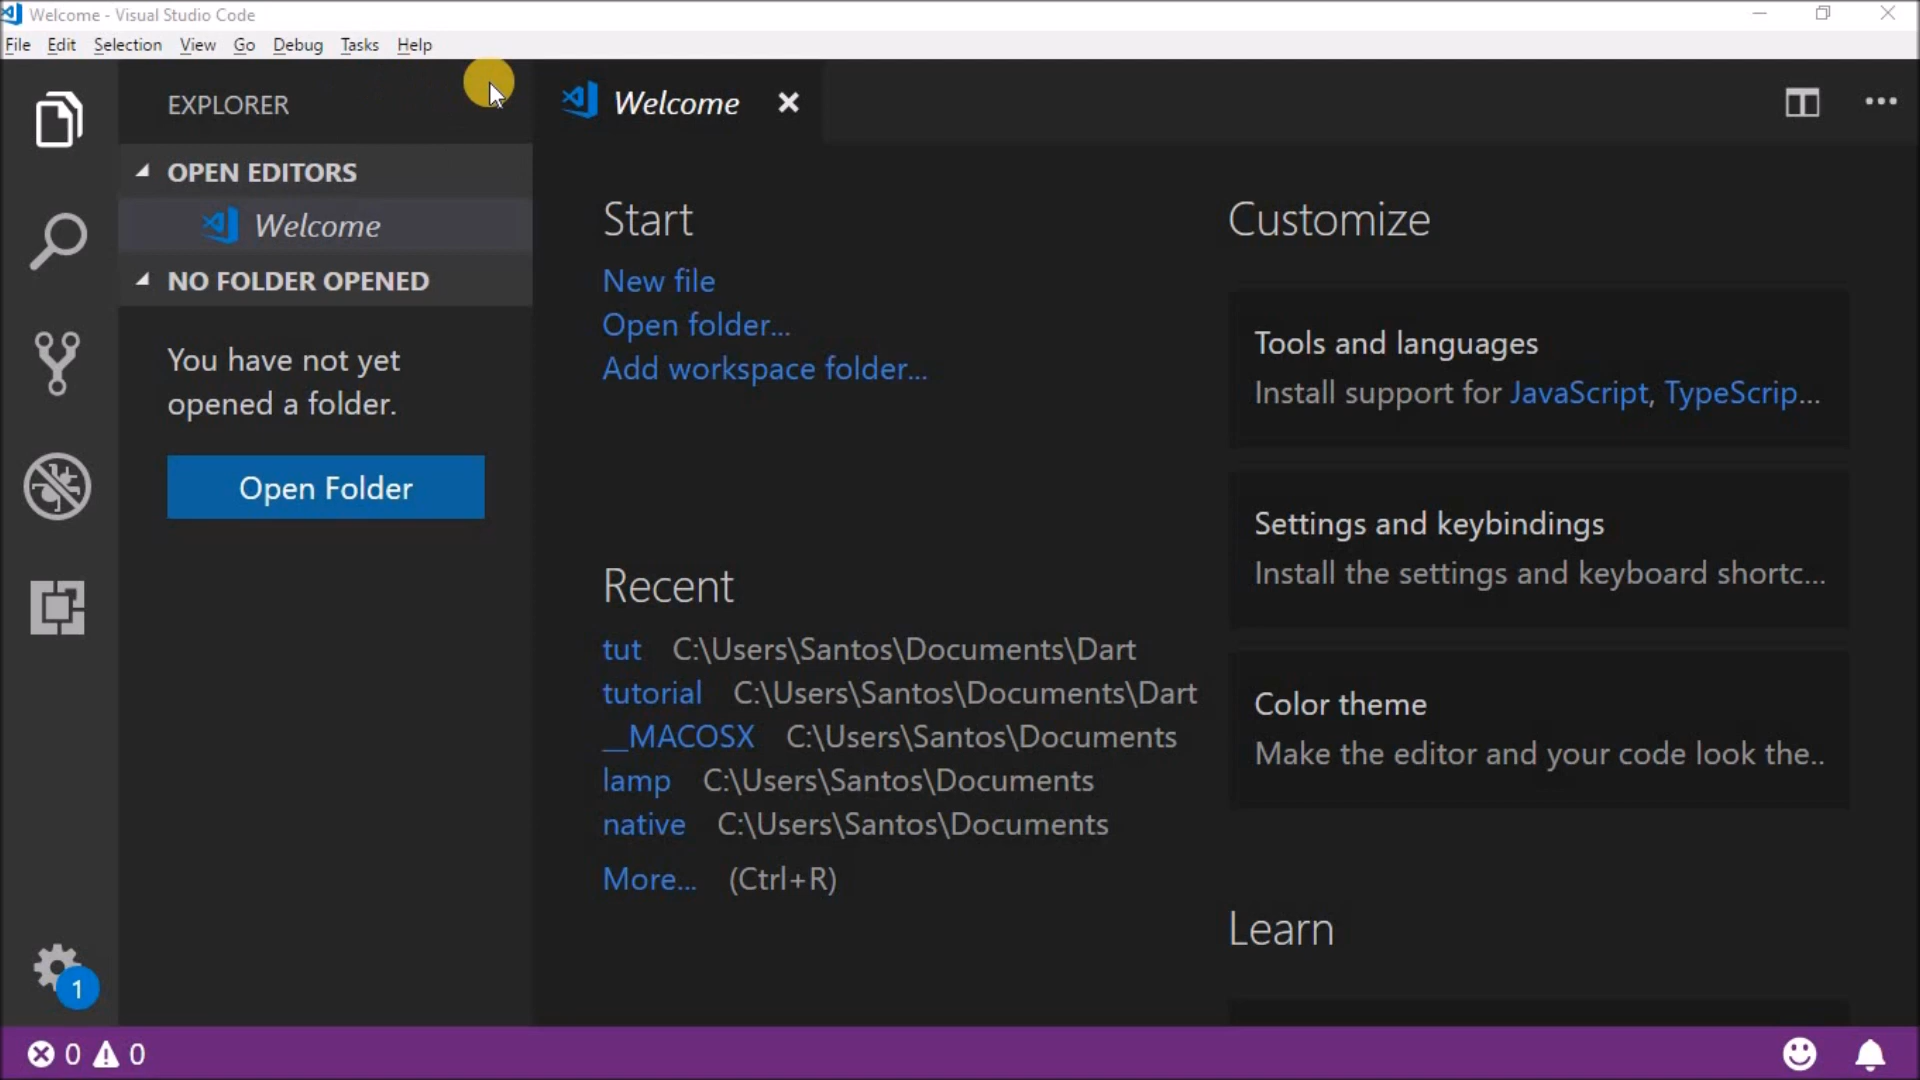 Welcome - Visual Studio Code
File Edit Selection View Go Debug Tasks Help
EXPLORER
OPEN EDITORS
Welcome
NO FOLDER OPENED
You have not yet
opened a folder.
Open Folder
1
Welcome
Start
New file
Open folder...
Add workspace folder...
Recent
tut C:\Users\Santos\Documents\Dart
tutorial C:\Users\Santos\Documents\Dart
__MACOSX C:\Users\Santos\Documents
lamp C:\Users\Santos\Documents
native C:\Users\Santos\Documents
More... (Ctrl+R)
Customize
Tools and languages
Install support for JavaScript, TypeScrip...
Settings and keybindings
Install the settings and keyboard shortc...
Color theme
Make the editor and your code look the..
Learn
0 0